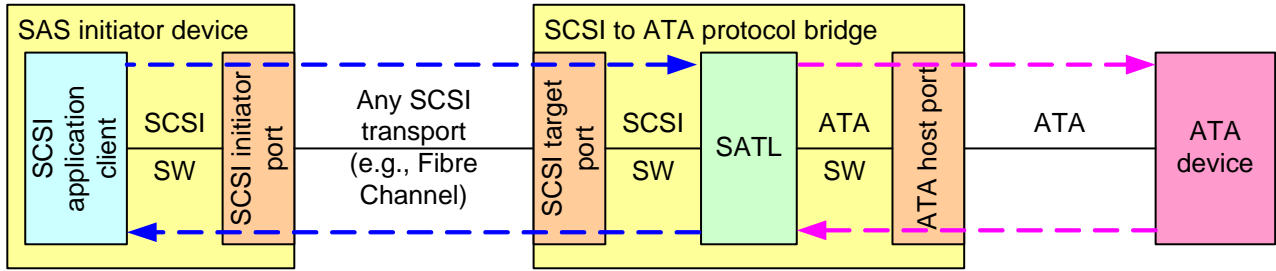 SAS initiator device
SCSI
application
client
SCSI
SW
SCSI initiator
port
Any SCSI
transport
(e.g., Fibre
Channel)
SCSI to ATA protocol bridge
SCSI target
port
SCSI
SW
SATL
ATA
SW
ATA host port
ATA
ATA
device